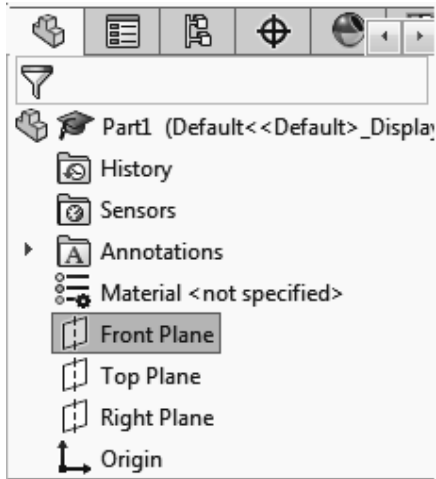 Part1 (Default<<Default>_Display
History
Sensors
Annotations
Material <not specified>
Front Plane
Top Plane
Right Plane
Origin